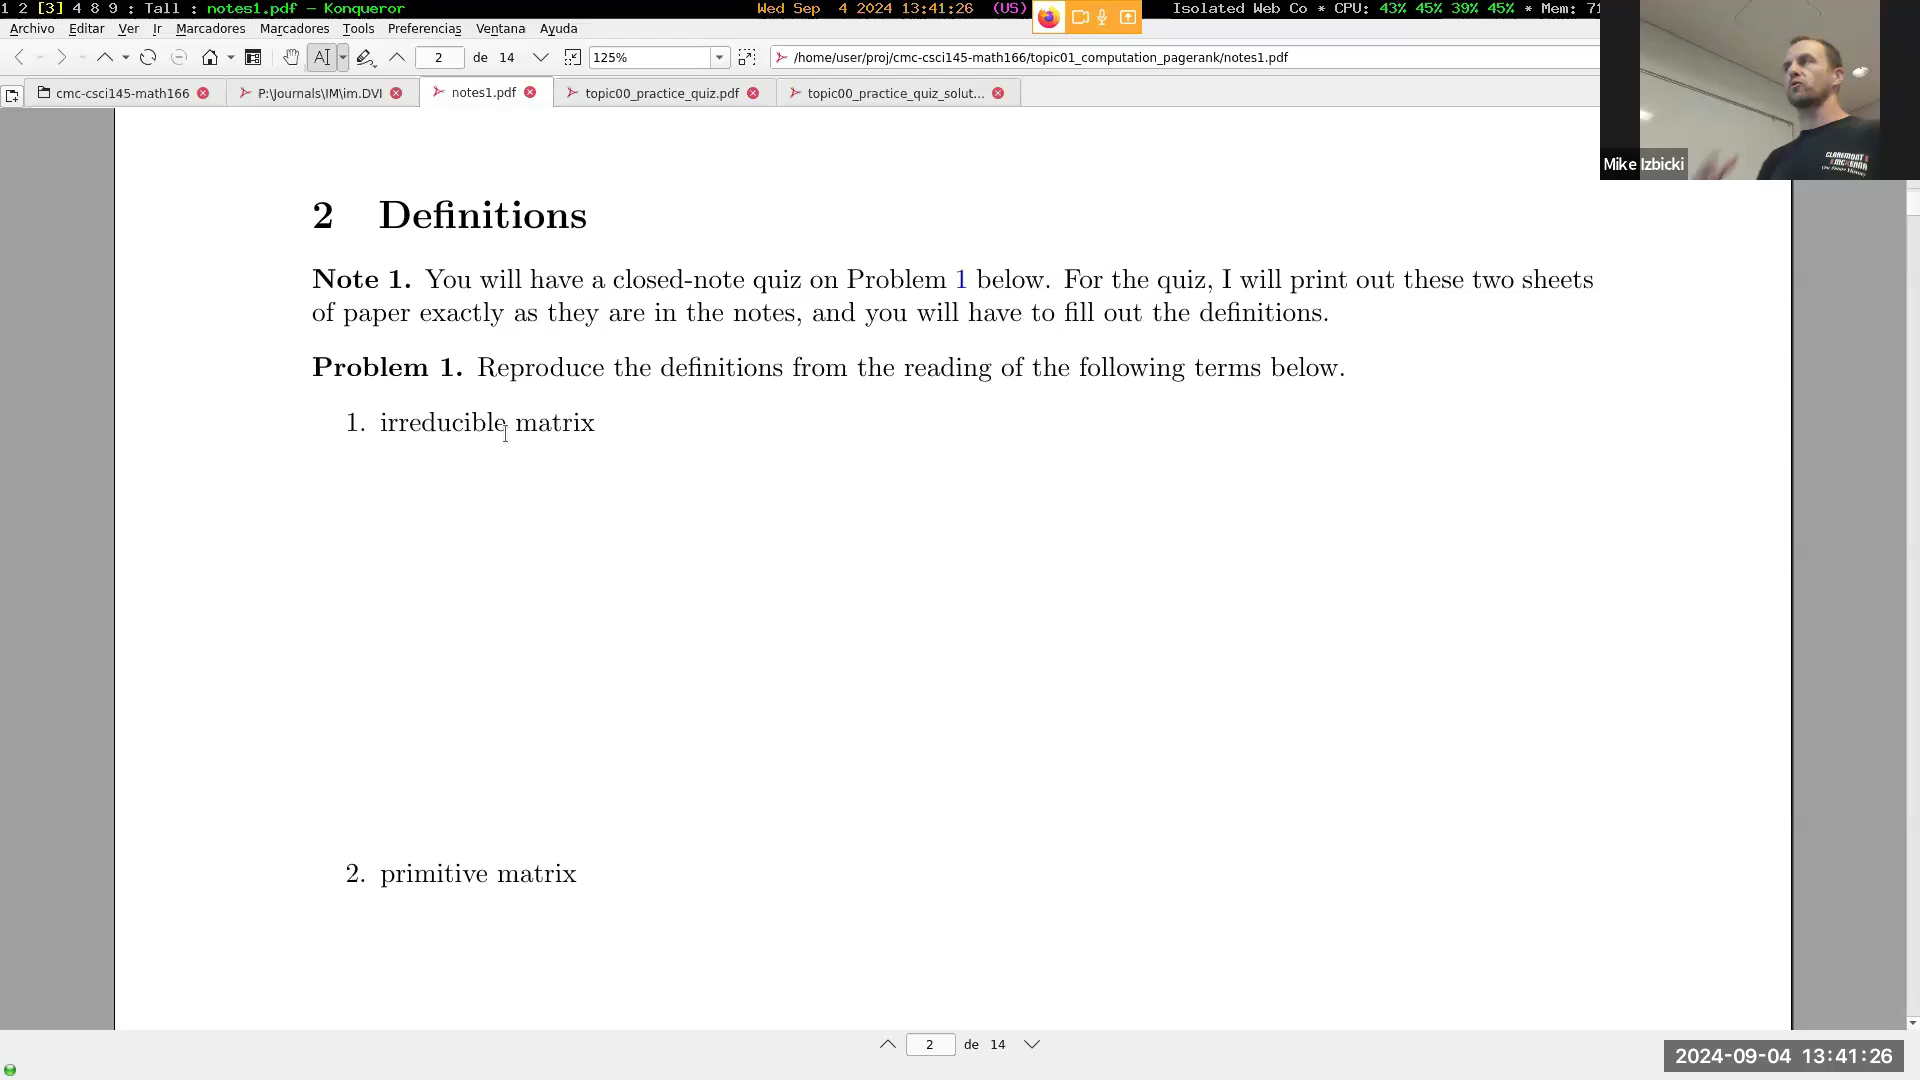 1 2 [3] 4 8 9 : Tall : notes1.pdf — Konqueror
Wed Sep 4 2024 13:41:26 (US)
Isolated Web Co * CPU: 43% 45% 39% 45% * Mem: 71
Archivo Editar Ver Ir Marcadores Marcadores Tools Preferencias Ventana Ayuda
2 de 14 125% /home/user/proj/cmc-csci145-math166/topic01_computation_pagerank/notes1.pdf
cmc-csci145-math166 P:\Journals\IM\im.DVI notes1.pdf topic00_practice_quiz.pdf topic00_practice_quiz_solut...
CLAREMONT
Mike Izbicki
2 Definitions
Note 1. You will have a closed-note quiz on Problem 1 below. For the quiz, I will print out these two sheets
of paper exactly as they are in the notes, and you will have to fill out the definitions.
Problem 1. Reproduce the definitions from the reading of the following terms below.
1. irreducible matrix
2. primitive matrix
2 de 14
2024-09-04 13:41:26